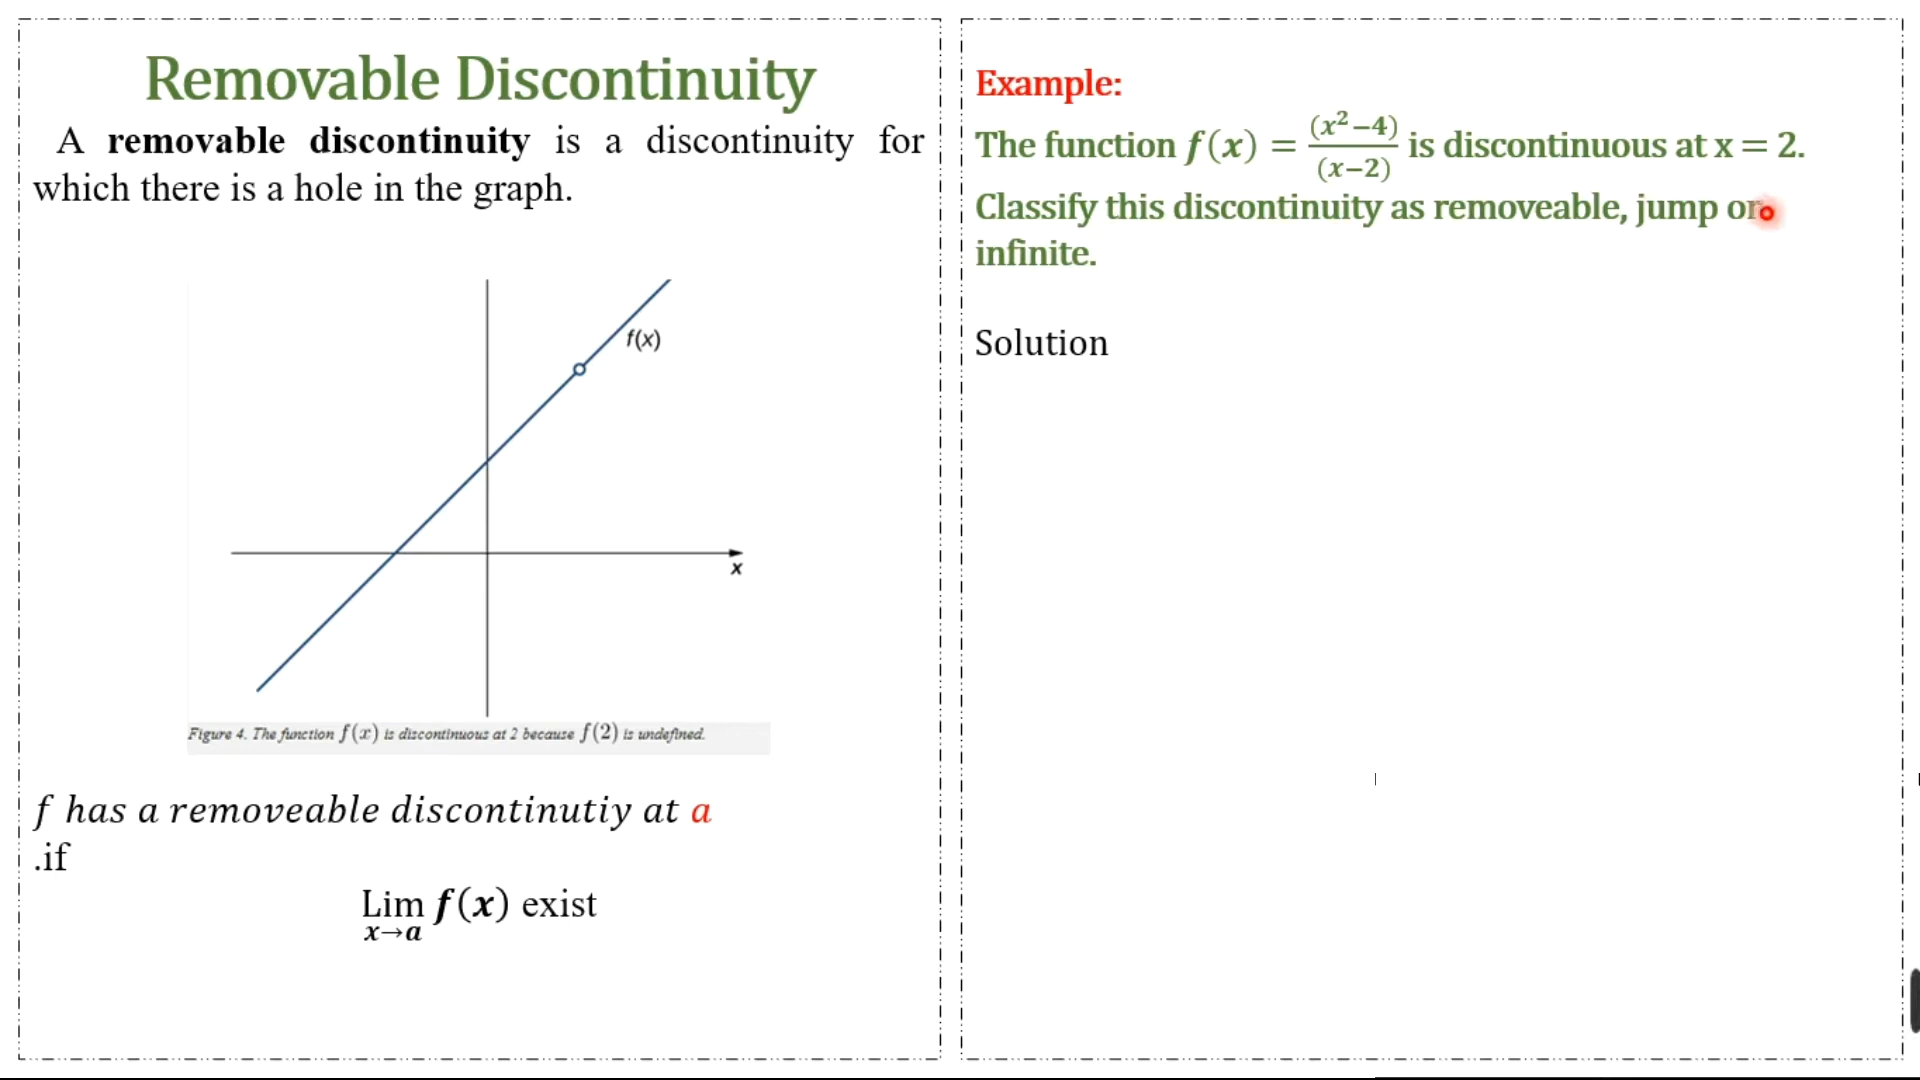 Removable Discontinuity
A removable discontinuity is a discontinuity for
which there is a hole in the graph.
f(x)
x
Figure 4. The function f(x) is discontinuous at 2 because f(2) is undefined.
f has a removeable discontinutiy at a
.if
Lim f(x) exist
x→a
Example:
The function f(x) = (x²−4)/(x−2) is discontinuous at x = 2.
Classify this discontinuity as removeable, jump or
infinite.
Solution